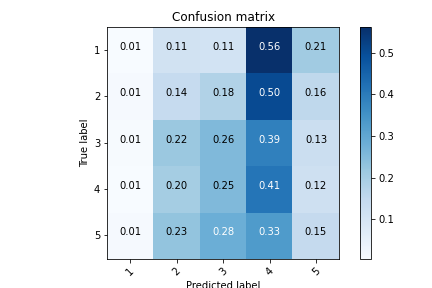 Confusion matrix
1 0.01 0.11 0.11 0.56 0.21
2 0.01 0.14 0.18 0.50 0.16
3 0.01 0.22 0.26 0.39 0.13
4 0.01 0.20 0.25 0.41 0.12
5 0.01 0.23 0.28 0.33 0.15
True label
1 2 3 4 5
Predicted label
0.5
0.4
0.3
0.2
0.1